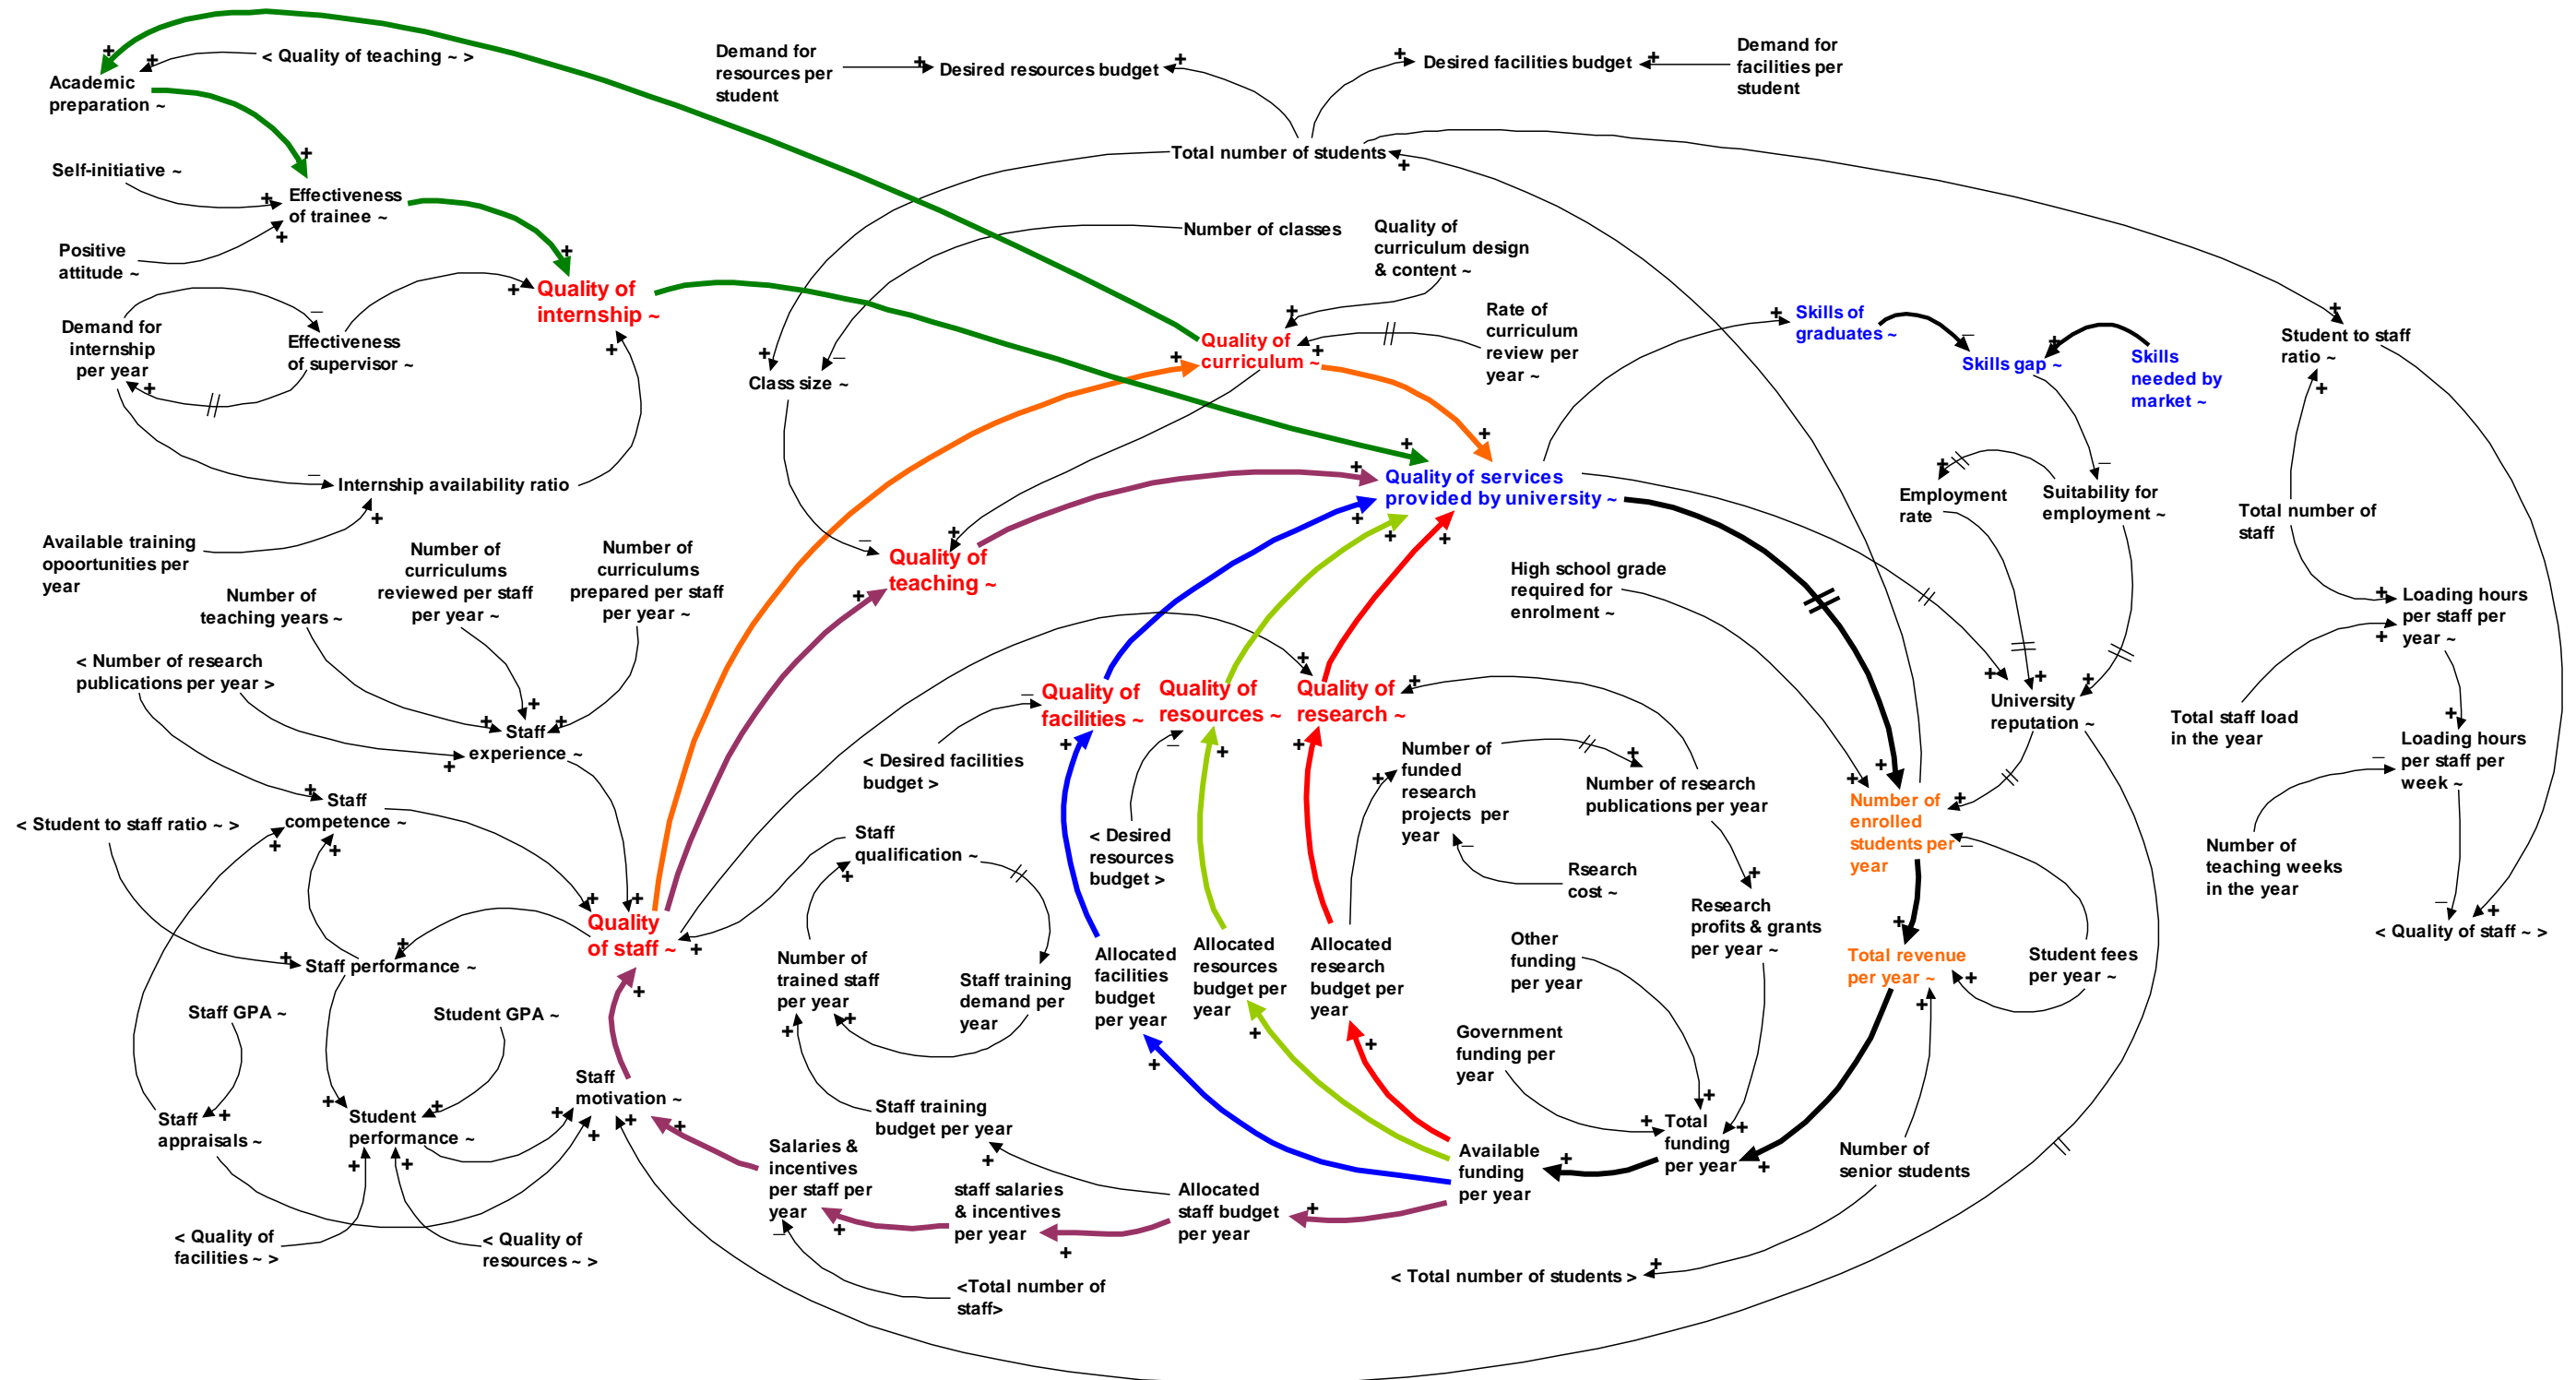 < Quality of teaching ~ >
Academic
preparation ~
Demand for
resources per
student
Desired resources budget
Desired facilities budget
Demand for
facilities per
student
Total number of students
Self-initiative ~
Effectiveness
of trainee ~
Positive
attitude ~
Number of classes
Quality of
curriculum design
& content ~
Quality of
internship ~
Demand for
internship
per year
Effectiveness
of supervisor ~
Rate of
curriculum
review per
year ~
Quality of
curriculum ~
Class size ~
Skills of
graduates ~
Skills gap ~
Skills
needed by
market ~
Student to staff
ratio ~
Internship availability ratio
Available training
opoortunities per
year
Quality of services
provided by university ~
Employment
rate
Suitability for
employment ~
Total number of
staff
Number of
teaching years ~
Number of
curriculums
reviewed per staff
per year ~
Number of
curriculums
prepared per staff
per year ~
Quality of
teaching ~
High school grade
required for
enrolment ~
Loading hours
per staff per
year ~
< Number of research
publications per year >
Staff
experience ~
Quality of
facilities ~
Quality of
resources ~
Quality of
research ~
University
reputation ~
Total staff load
in the year
Loading hours
per staff per
week ~
< Desired facilities
budget >
Number of
funded
research
projects per
year
Number of research
publications per year
Staff
competence ~
< Student to staff ratio ~ >
Staff
qualification ~
< Desired
resources
budget >
Rsearch
cost ~
Number of
enrolled
students per
year
Number of
teaching weeks
in the year
Quality
of staff ~
Research
profits & grants
per year ~
< Quality of staff ~ >
Staff performance ~
Number of
trained staff
per year
Staff training
demand per
year
Allocated
facilities
budget
per year
Allocated
resources
budget per
year
Allocated
research
budget per
year
Other
funding
per year
Total revenue
per year ~
Student fees
per year ~
Staff GPA ~
Student GPA ~
Government
funding per
year
Staff
motivation ~
Staff
appraisals ~
Student
performance ~
Staff training
budget per year
Total
funding
per year
Salaries &
incentives
per staff per
year
staff salaries
& incentives
per year
Allocated
staff budget
per year
Available
funding
per year
Number of
senior students
< Quality of
facilities ~ >
< Quality of
resources ~ >
<Total number of
staff>
< Total number of students >